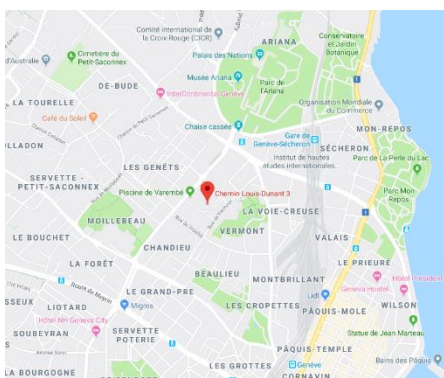 Comité international de
la Croix-Rouge (CICR)
ARIANA
Conservatoire
et Jardin
Botanique
Cimetière du
Petit-Saconnex
Palais des Nations
d'Australie
DE-BUDE
Musée Ariana
Parc de
l'Ariana
LA TOURELLE
InterContinental Genève
Organisation Mondiale
du Commerce
Café du Soleil
Chaise cassée
MON-REPOS
Gare de
Genève-Sécheron
SÉCHERON
Institut de hautes
études internationales...
Parc de La Perle du Lac
LES GENÊTS
SERVETTE -
PETIT-SACONNEX
Piscine de Varembé
Chemin Louis-Dunant 3
Parc Mon
Repos
LA VOIE-CREUSE
MOILLEBEAU
VERMONT
LE BOUCHET
CHANDIEU
VALAIS
LA FORÊT
BEAULIEU
LE PRIEURÉ
MONTBRILLANT
Hôtel Président
Geneva Hostel
LE GRAND-PRÉ
Lidl
WILSON
LIOTARD
Migros
LES CROPETTES
PÂQUIS-MOLE
Hôtel NH Geneva City
SERVETTE
POTERIE
SOUBEYRAN
Statue de Jean Marteau
PÂQUIS-TEMPLE
LES GROTTES
Genève
CORNAVIN
Bains des Pâquis
LA BOURGOGNE